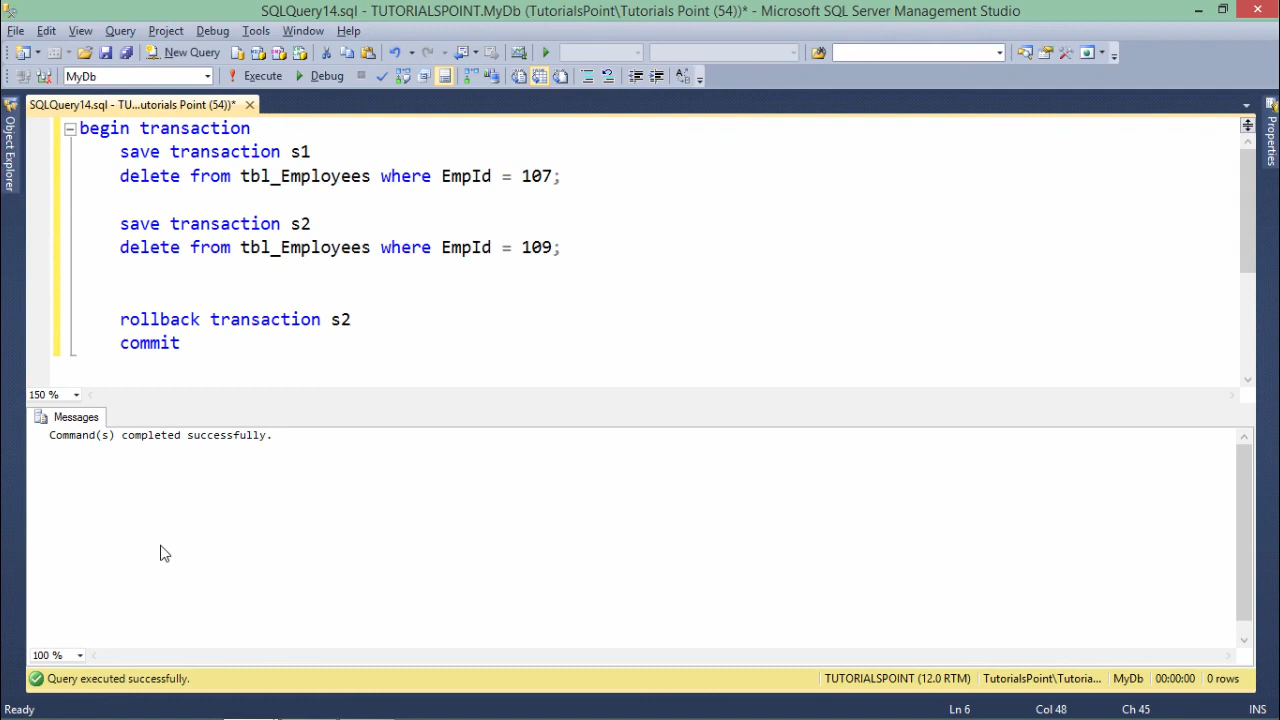 SQLQuery14.sql - TUTORIALSPOINT.MyDb (TutorialsPoint\Tutorials Point (54))* - Microsoft SQL Server Management Studio
File Edit View Query Project Debug Tools Window Help
New Query
MyDb Execute Debug
SQLQuery14.sql - TU...utorials Point (54))*
Object Explorer
Properties
begin transaction
save transaction s1
delete from tbl_Employees where EmpId = 107;
save transaction s2
delete from tbl_Employees where EmpId = 109;
rollback transaction s2
commit
150 %
Messages
Command(s) completed successfully.
100 %
Query executed successfully. TUTORIALSPOINT (12.0 RTM) TutorialsPoint\Tutoria... MyDb 00:00:00 0 rows
Ready Ln 6 Col 48 Ch 45 INS